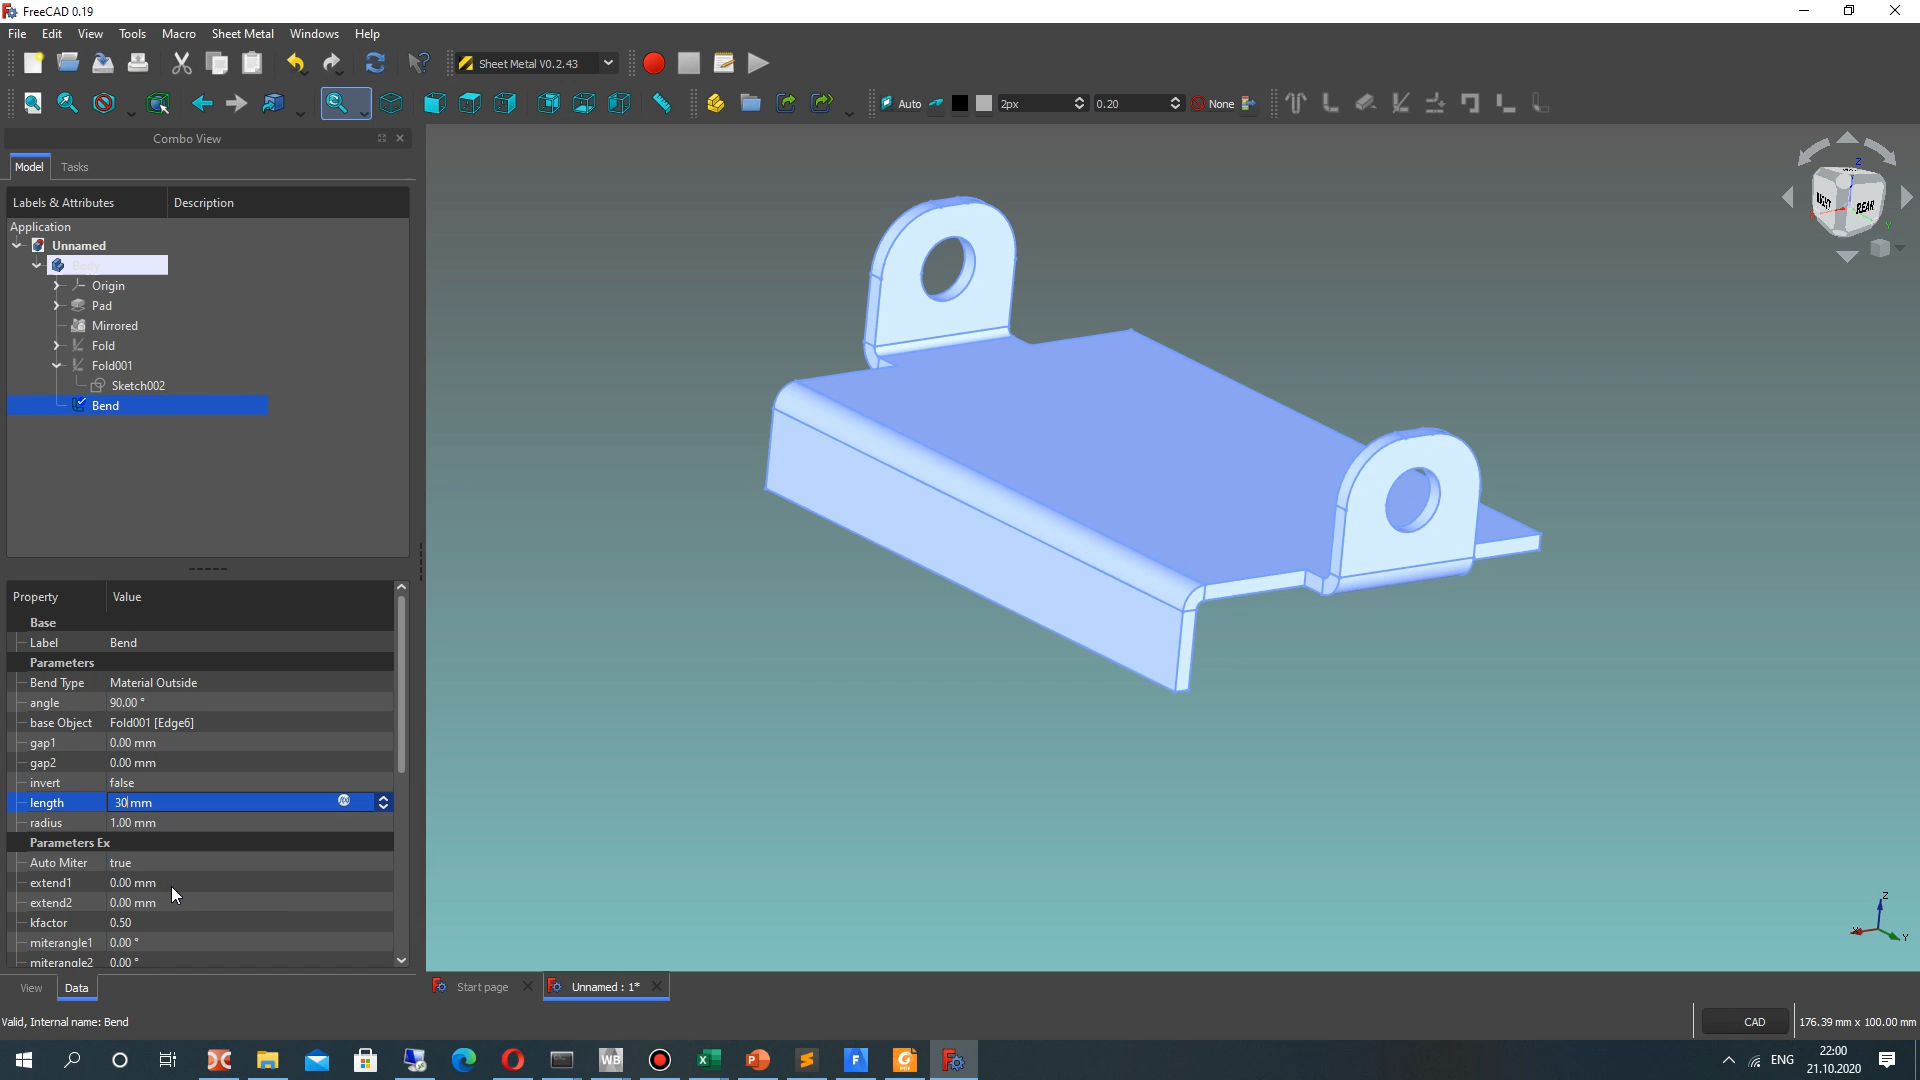 FreeCAD 0.19
File Edit View Tools Macro Sheet Metal Windows Help
Sheet Metal V0.2.43
Auto 2px 0.20 None
Combo View
Model Tasks
Labels & Attributes Description
Application
Unnamed
Body
Origin
Pad
Mirrored
Fold
Fold001
Sketch002
Bend
Property Value
Base
Label Bend
Parameters
Bend Type Material Outside
angle 90.00 °
base Object Fold001 [Edge6]
gap1 0.00 mm
gap2 0.00 mm
invert false
length 30 mm
radius 1.00 mm
Parameters Ex
Auto Miter true
extend1 0.00 mm
extend2 0.00 mm
kfactor 0.50
miterangle1 0.00 °
miterangle2 0.00 °
View Data
Z
RIGHT REAR
Y
Z
X Y
Start page Unnamed : 1*
Valid, Internal name: Bend
CAD 176.39 mm x 100.00 mm
WB
ENG 22:00
21.10.2020